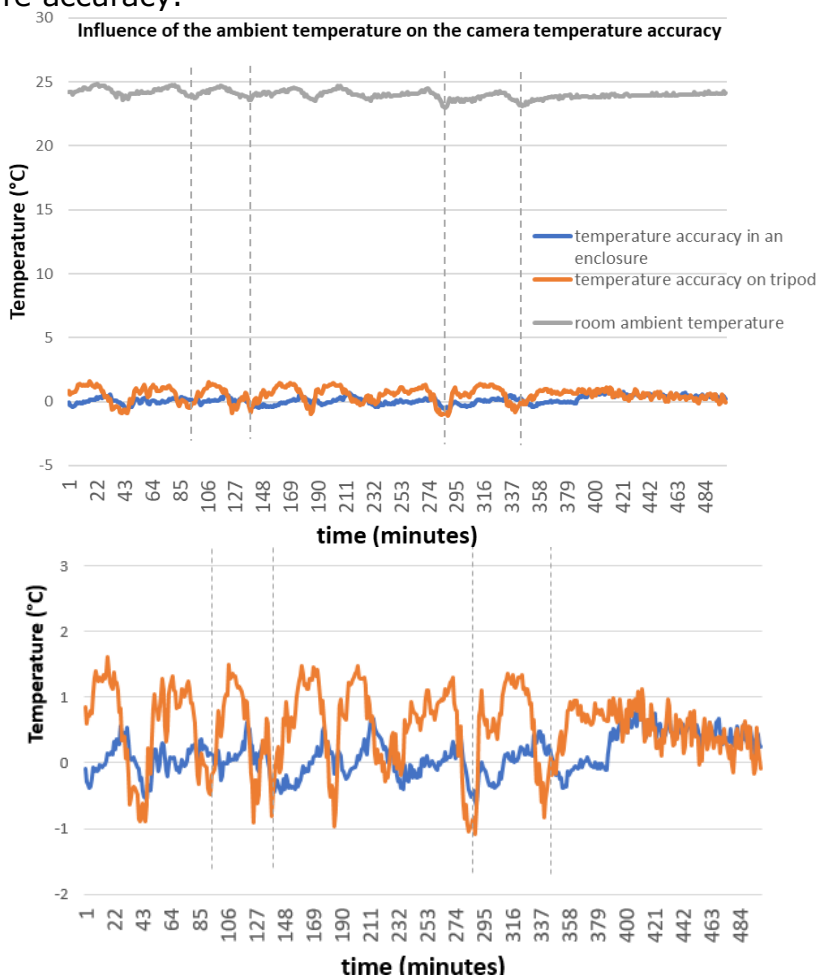 re accuracy.
Influence of the ambient temperature on the camera temperature accuracy
30
25
20
15
10
5
0
-5
Temperature (°C)
temperature accuracy in an
enclosure
temperature accuracy on tripod
room ambient temperature
1 22 43 64 85 106 127 148 169 190 211 232 253 274 295 316 337 358 379 400 421 442 463 484
time (minutes)
3
2
1
0
-1
-2
Temperature (°C)
1 22 43 64 85 106 127 148 169 190 211 232 253 274 295 316 337 358 379 400 421 442 463 484
time (minutes)